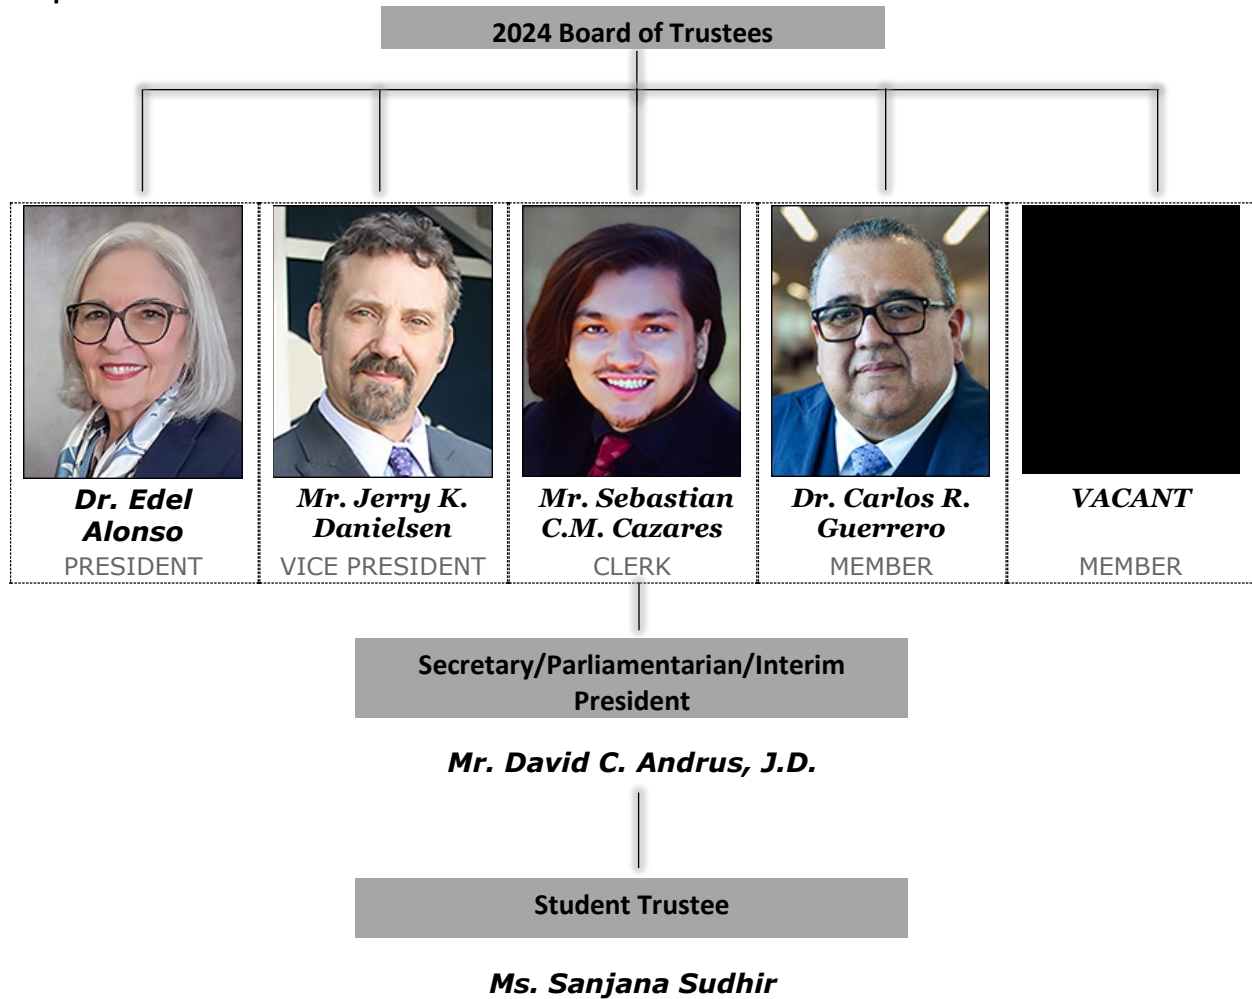 2024 Board of Trustees
Dr. Edel
Alonso
PRESIDENT
Mr. Jerry K.
Danielsen
VICE PRESIDENT
Mr. Sebastian
C.M. Cazares
CLERK
Dr. Carlos R.
Guerrero
MEMBER
VACANT
MEMBER
Secretary/Parliamentarian/Interim
President
Mr. David C. Andrus, J.D.
Student Trustee
Ms. Sanjana Sudhir